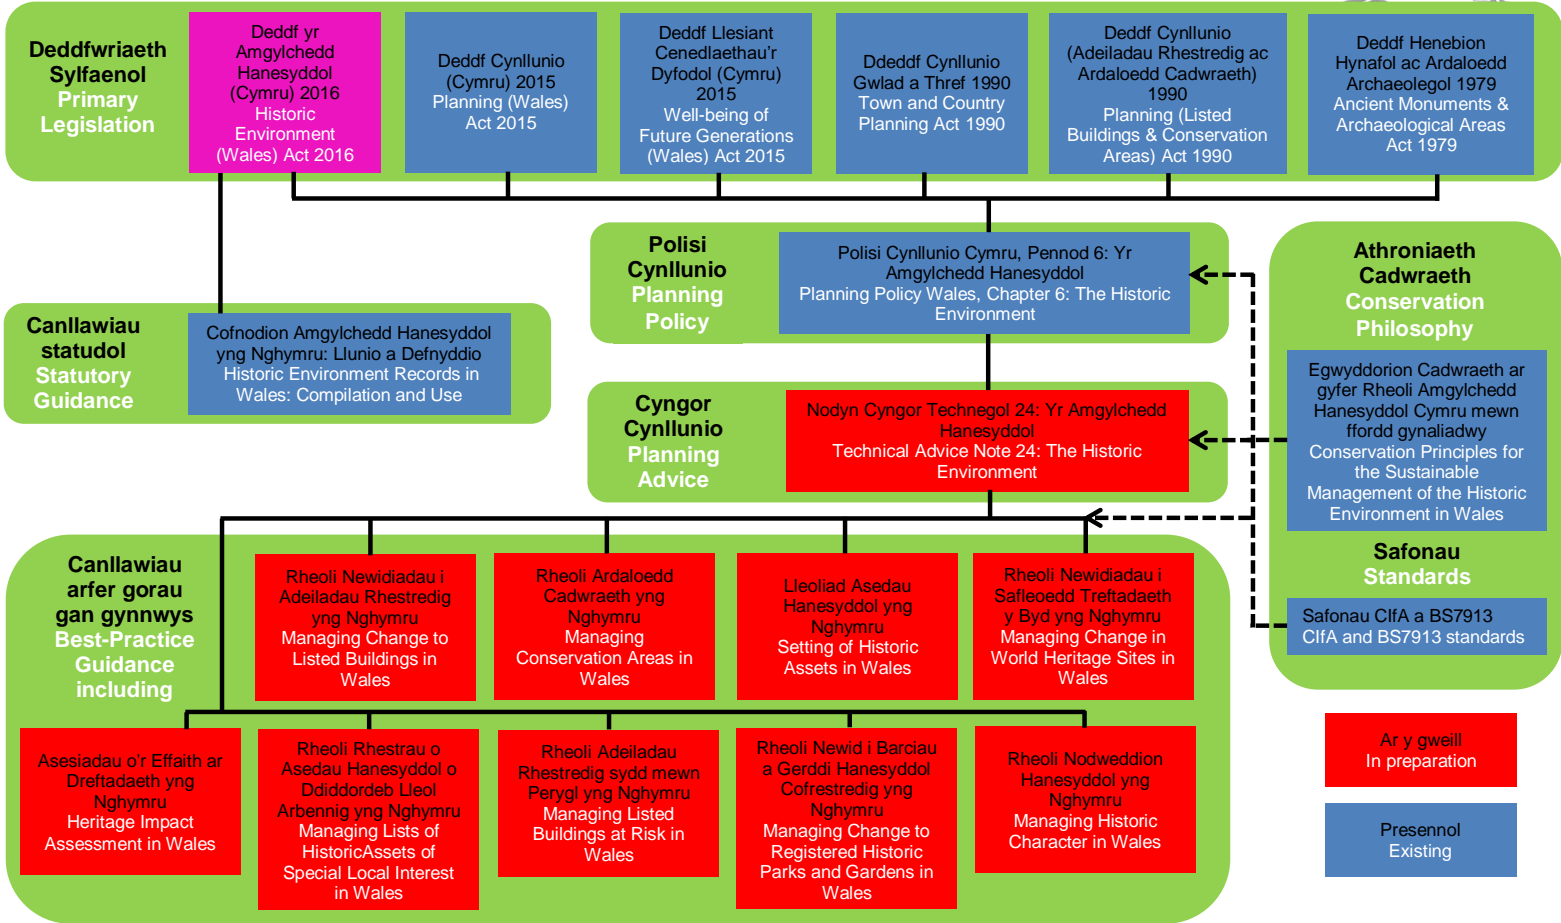 Deddfwriaeth
Sylfaenol
Primary
Legislation
Deddf yr
Amgylchedd
Hanesyddol
(Cymru) 2016
Historic
Environment
(Wales) Act 2016
Deddf Cynllunio
(Cymru) 2015
Planning (Wales)
Act 2015
Deddf Llesiant
Cenedlaethau'r
Dyfodol (Cymru)
2015
Well-being of
Future Generations
(Wales) Act 2015
Ddeddf Cynllunio
Gwlad a Thref 1990
Town and Country
Planning Act 1990
Deddf Cynllunio
(Adeiladau Rhestredig ac
Ardaloedd Cadwraeth)
1990
Planning (Listed
Buildings & Conservation
Areas) Act 1990
Deddf Henebion
Hynafol ac Ardaloedd
Archaeolegol 1979
Ancient Monuments &
Archaeological Areas
Act 1979
Polisi
Cynllunio
Planning
Policy
Polisi Cynllunio Cymru, Pennod 6: Yr
Amgylchedd Hanesyddol
Planning Policy Wales, Chapter 6: The Historic
Environment
Canllawiau
statudol
Statutory
Guidance
Cofnodion Amgylchedd Hanesyddol
yng Nghymru: Llunio a Defnyddio
Historic Environment Records in
Wales: Compilation and Use
Cyngor
Cynllunio
Planning
Advice
Nodyn Cyngor Technegol 24: Yr Amgylchedd
Hanesyddol
Technical Advice Note 24: The Historic
Environment
Athroniaeth
Cadwraeth
Conservation
Philosophy
Egwyddorion Cadwraeth ar
gyfer Rheoli Amgylchedd
Hanesyddol Cymru mewn
ffordd gynaliadwy
Conservation Principles for
the Sustainable
Management of the Historic
Environment in Wales
Safonau
Standards
Safonau CIfA a BS7913
CIfA and BS7913 standards
Canllawiau
arfer gorau
gan gynnwys
Best-Practice
Guidance
including
Rheoli Newidiadau i
Adeiladau Rhestredig
yng Nghymru
Managing Change to
Listed Buildings in
Wales
Rheoli Ardaloedd
Cadwraeth yng
Nghymru
Managing
Conservation Areas in
Wales
Lleoliad Asedau
Hanesyddol yng
Nghymru
Setting of Historic
Assets in Wales
Rheoli Newidiadau i
Safleoedd Treftadaeth
y Byd yng Nghymru
Managing Change in
World Heritage Sites in
Wales
Asesiadau o'r Effaith ar
Dreftadaeth yng
Nghymru
Heritage Impact
Assessment in Wales
Rheoli Rhestrau o
Asedau Hanesyddol o
Ddiddordeb Lleol
Arbennig yng Nghymru
Managing Lists of
HistoricAssets of
Special Local Interest
in Wales
Rheoli Adeiladau
Rhestredig sydd mewn
Perygl yng Nghymru
Managing Listed
Buildings at Risk in
Wales
Rheoli Newid i Barciau
a Gerddi Hanesyddol
Cofrestredig yng
Nghymru
Managing Change to
Registered Historic
Parks and Gardens in
Wales
Rheoli Nodweddion
Hanesyddol yng
Nghymru
Managing Historic
Character in Wales
Ar y gweill
In preparation
Presennol
Existing